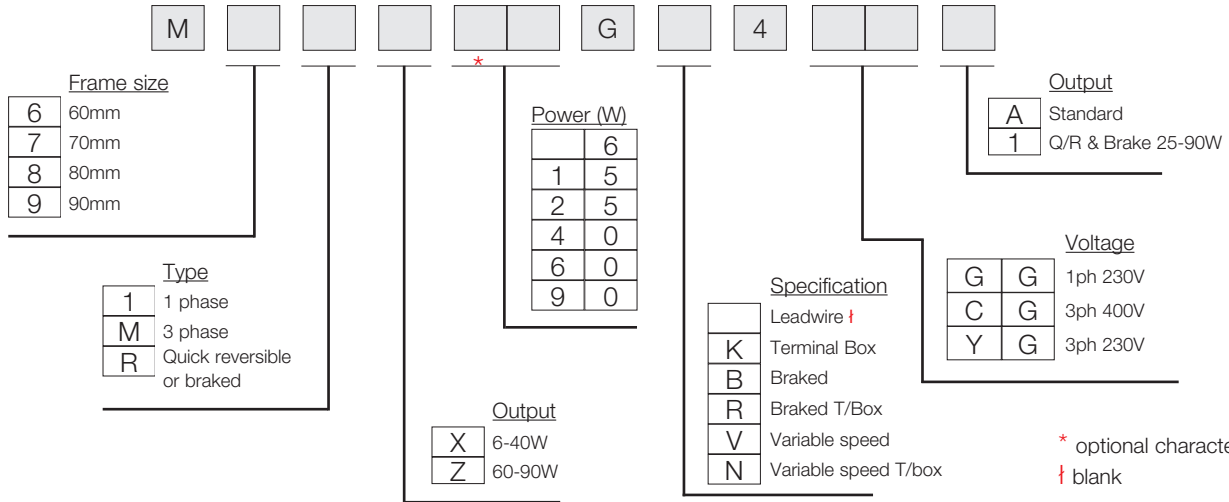 M G 4
*
Frame size
6 60mm
7 70mm
8 80mm
9 90mm
Type
1 1 phase
M 3 phase
R Quick reversible
or braked
Output
X 6-40W
Z 60-90W
Power (W)
6
1 5
2 5
4 0
6 0
9 0
Specification
Leadwire ƚ
K Terminal Box
B Braked
R Braked T/Box
V Variable speed
N Variable speed T/box
Output
A Standard
1 Q/R & Brake 25-90W
Voltage
G G 1ph 230V
C G 3ph 400V
Y G 3ph 230V
* optional characte
ƚ blank